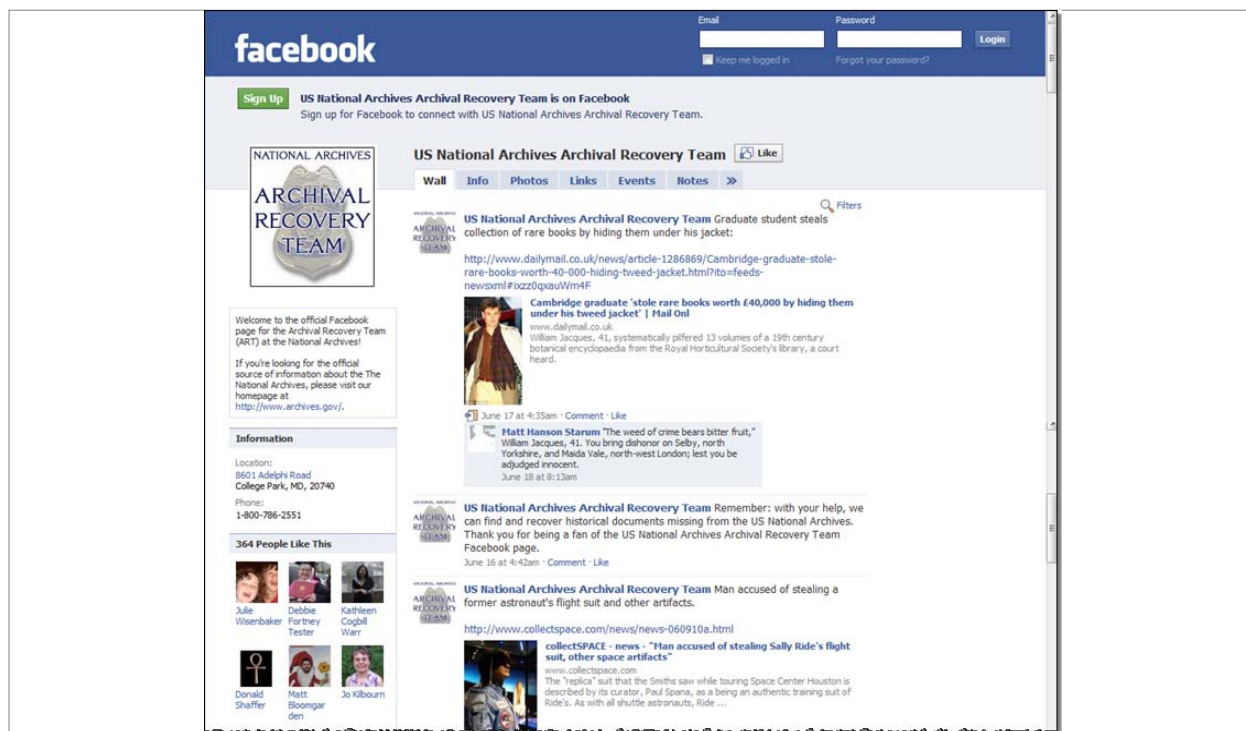 facebook
Email
Password
Login
Keep me logged in
Forgot your password?
Sign Up
US National Archives Archival Recovery Team is on Facebook
Sign up for Facebook to connect with US National Archives Archival Recovery Team.
NATIONAL ARCHIVES
ARCHIVAL
RECOVERY
TEAM
Welcome to the official Facebook
page for the Archival Recovery Team
(ART) at the National Archives!
If you're looking for the official
source of information about the The
National Archives, please visit our
homepage at
http://www.archives.gov/.
Information
Location:
8601 Adelphi Road
College Park, MD, 20740
Phone:
1-800-786-2551
364 People Like This
Julie
Wisenbaker
Debbie
Fortney
Tester
Kathleen
Cogbill
Warr
Donald
Shaffer
Matt
Bloomgar
den
Jo Kilbourn
US National Archives Archival Recovery Team
Like
Wall Info Photos Links Events Notes »
Filters
NATIONAL ARCHIVES
ARCHIVAL
RECOVERY
TEAM
US National Archives Archival Recovery Team Graduate student steals
collection of rare books by hiding them under his jacket:
http://www.dailymail.co.uk/news/article-1286869/Cambridge-graduate-stole-
rare-books-worth-40-000-hiding-tweed-jacket.html?ito=feeds-
newsxml#ixzz0qxauWm4F
Cambridge graduate 'stole rare books worth £40,000 by hiding them
under his tweed jacket' | Mail Onl
www.dailymail.co.uk
William Jacques, 41, systematically pilfered 13 volumes of a 19th century
botanical encyclopaedia from the Royal Horticultural Society's library, a court
heard.
June 17 at 4:35am · Comment · Like
Matt Hanson Starum "The weed of crime bears bitter fruit,"
William Jacques, 41. You bring dishonor on Selby, north
Yorkshire, and Maida Vale, north-west London; lest you be
adjudged innocent.
June 18 at 8:13am
NATIONAL ARCHIVES
ARCHIVAL
RECOVERY
TEAM
US National Archives Archival Recovery Team Remember: with your help, we
can find and recover historical documents missing from the US National Archives.
Thank you for being a fan of the US National Archives Archival Recovery Team
Facebook page.
June 16 at 4:42am · Comment · Like
NATIONAL ARCHIVES
ARCHIVAL
RECOVERY
TEAM
US National Archives Archival Recovery Team Man accused of stealing a
former astronaut's flight suit and other artifacts.
http://www.collectspace.com/news/news-060910a.html
collectSPACE - news - "Man accused of stealing Sally Ride's flight
suit, other space artifacts"
www.collectspace.com
The "replica" suit that the Smiths saw while touring Space Center Houston is
described by its curator, Paul Spana, as a being an authentic training suit of
Ride's. As with all shuttle astronauts, Ride ...